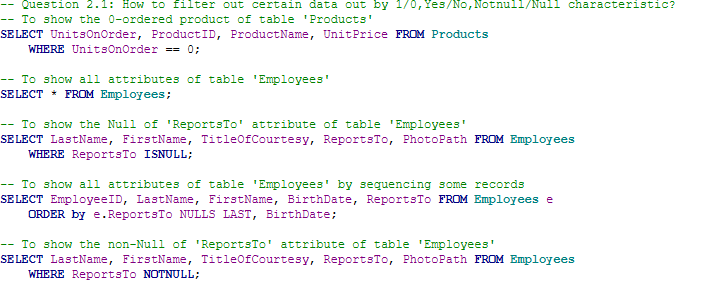 -- Question 2.1: How to filter out certain data out by 1/0,Yes/No,Notnull/Null characteristic?
-- To show the 0-ordered product of table 'Products'
SELECT UnitsOnOrder, ProductID, ProductName, UnitPrice FROM Products
WHERE UnitsOnOrder == 0;
-- To show all attributes of table 'Employees'
SELECT * FROM Employees;
-- To show the Null of 'ReportsTo' attribute of table 'Employees'
SELECT LastName, FirstName, TitleOfCourtesy, ReportsTo, PhotoPath FROM Employees
WHERE ReportsTo ISNULL;
-- To show all attributes of table 'Employees' by sequencing some records
SELECT EmployeeID, LastName, FirstName, BirthDate, ReportsTo FROM Employees e
ORDER by e.ReportsTo NULLS LAST, BirthDate;
-- To show the non-Null of 'ReportsTo' attribute of table 'Employees'
SELECT LastName, FirstName, TitleOfCourtesy, ReportsTo, PhotoPath FROM Employees
WHERE ReportsTo NOTNULL;